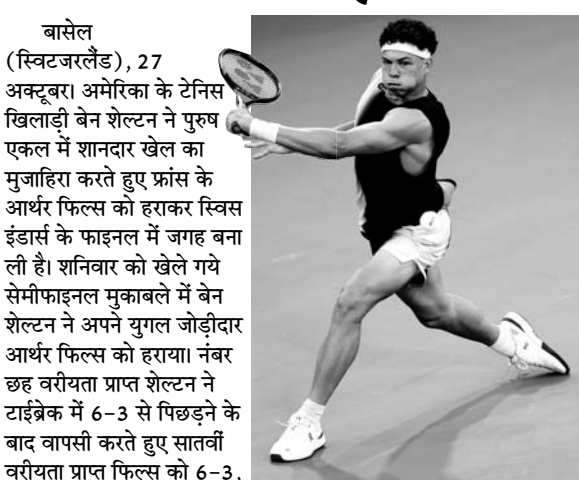 बासेल
(स्विटजरलैंड), 27
अक्टूबर। अमेरिका के टेनिस
खिलाड़ी बेन शेल्टन ने पुरुष
एकल में शानदार खेल का
मुजाहिरा करते हुए फ्रांस के
आर्थर फिल्स को हराकर स्विस
इंडार्स के फाइनल में जगह बना
ली है। शनिवार को खेले गये
सेमीफाइनल मुकाबले में बेन
शेल्टन ने अपने युगल जोड़ीदार
आर्थर फिल्स को हराया। नंबर
छह वरीयता प्राप्त शेल्टन ने
टाईब्रेक में 6-3 से पिछड़ने के
बाद वापसी करते हुए सातवीं
वरीयता प्राप्त फिल्स को 6-3,